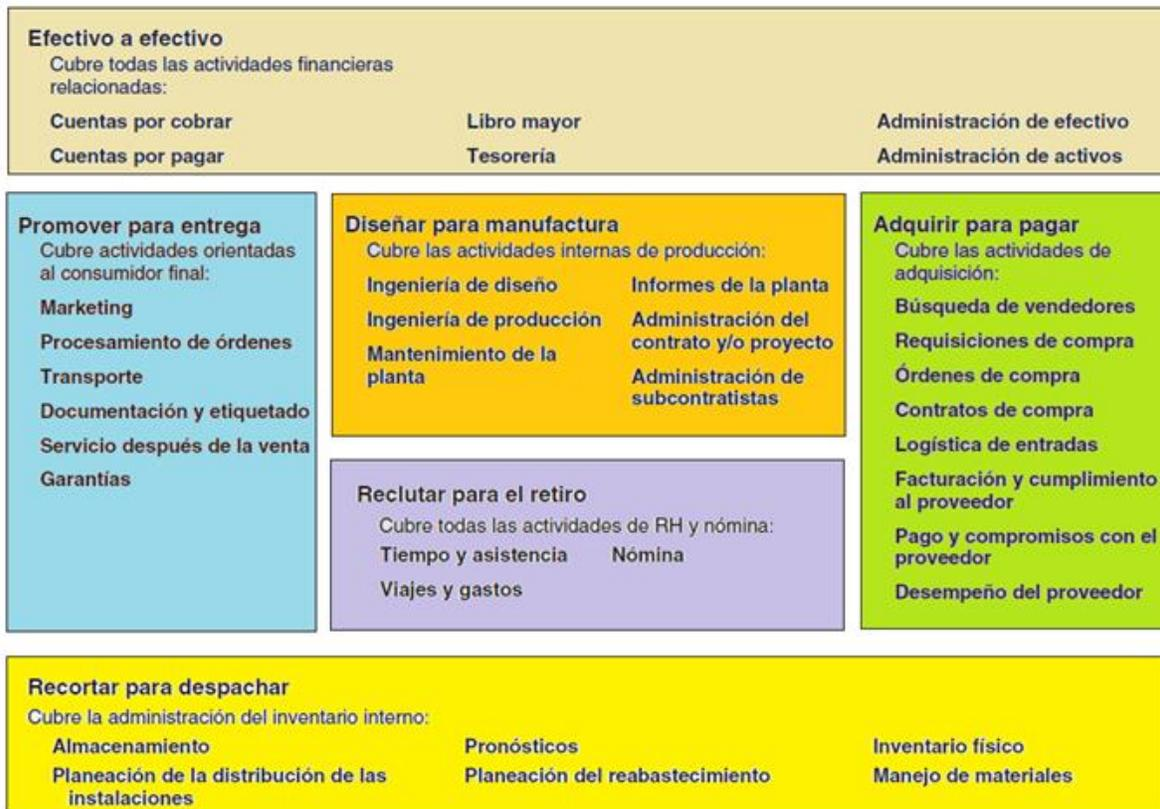 Efectivo a efectivo
Cubre todas las actividades financieras
relacionadas:
Cuentas por cobrar
Libro mayor
Administración de efectivo
Cuentas por pagar
Tesorería
Administración de activos
Promover para entrega
Cubre actividades orientadas
al consumidor final:
Marketing
Procesamiento de órdenes
Transporte
Documentación y etiquetado
Servicio después de la venta
Garantías
Diseñar para manufactura
Cubre las actividades internas de producción:
Ingeniería de diseño
Ingeniería de producción
Mantenimiento de la
planta
Informes de la planta
Administración del
contrato y/o proyecto
Administración de
subcontratistas
Reclutar para el retiro
Cubre todas las actividades de RH y nómina:
Tiempo y asistencia
Nómina
Viajes y gastos
Adquirir para pagar
Cubre las actividades de
adquisición:
Búsqueda de vendedores
Requisiciones de compra
Órdenes de compra
Contratos de compra
Logística de entradas
Facturación y cumplimiento
al proveedor
Pago y compromisos con el
proveedor
Desempeño del proveedor
Recortar para despachar
Cubre la administración del inventario interno:
Almacenamiento
Pronósticos
Inventario físico
Planeación de la distribución de las
instalaciones
Planeación del reabastecimiento
Manejo de materiales